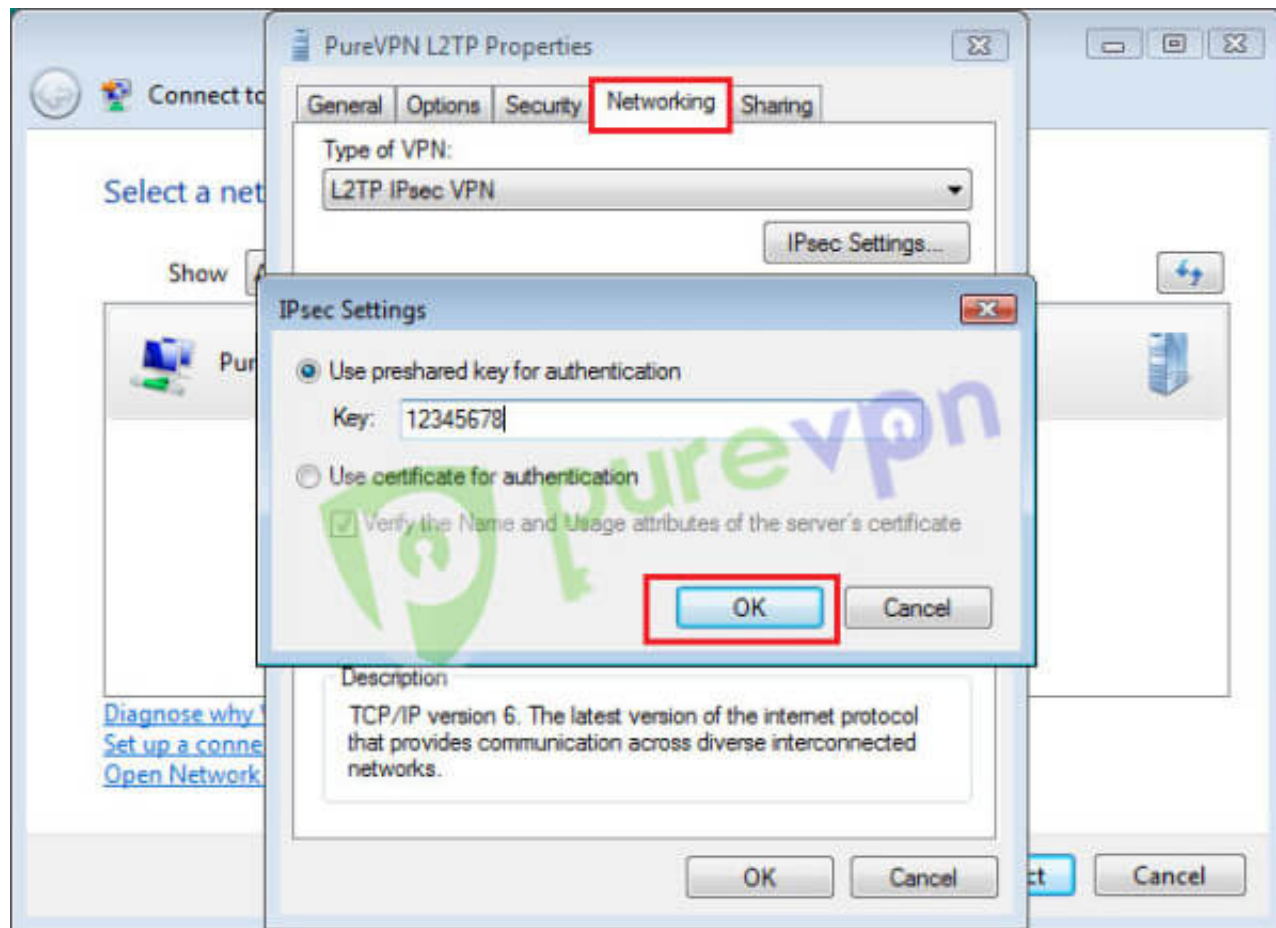 PureVPN L2TP Properties
Connect to
General Options Security Networking Sharing
Type of VPN:
L2TP IPsec VPN
Select a net
IPsec Settings...
Show
IPsec Settings
Pur
Use preshared key for authentication
Key: 12345678
purevpn
Use certificate for authentication
Verify the Name and Usage attributes of the server's certificate
OK Cancel
Description
TCP/IP version 6. The latest version of the internet protocol
that provides communication across diverse interconnected
networks.
Diagnose why
Set up a conne
Open Network
OK Cancel
ct Cancel